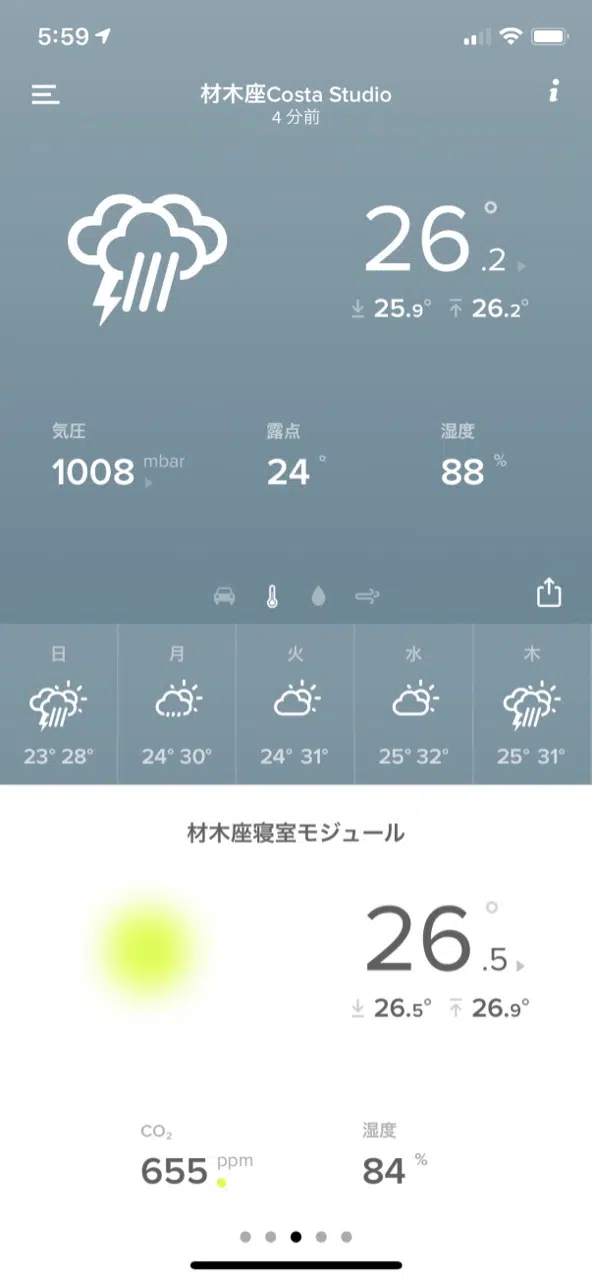 5:59
材木座Costa Studio
4 分前
26.2°
25.9° 26.2°
気圧 露点 湿度
1008 mbar 24° 88 %
日 月 火 水 木
23° 28° 24° 30° 24° 31° 25° 32° 25° 31°
材木座寝室モジュール
26.5°
26.5° 26.9°
CO₂ 湿度
655 ppm 84 %